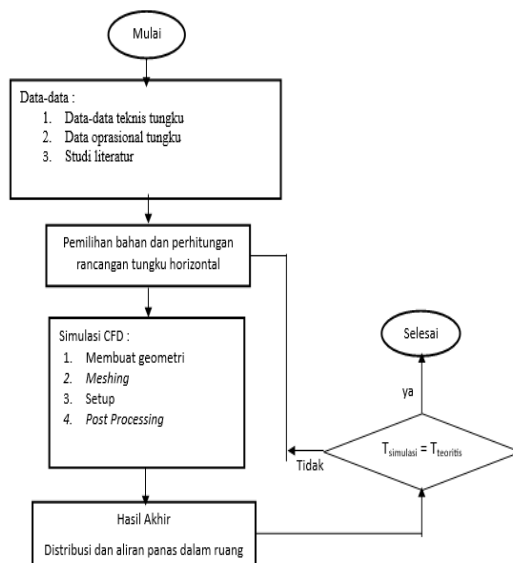 Mulai
Data-data :
1. Data-data teknis tungku
2. Data oprasional tungku
3. Studi literatur
Pemilihan bahan dan perhitungan
rancangan tungku horizontal
Simulasi CFD :
1. Membuat geometri
2. Meshing
3. Setup
4. Post Processing
Hasil Akhir
Distribusi dan aliran panas dalam ruang
Tsimulasi = Tteoritis
Tidak
ya
Selesai